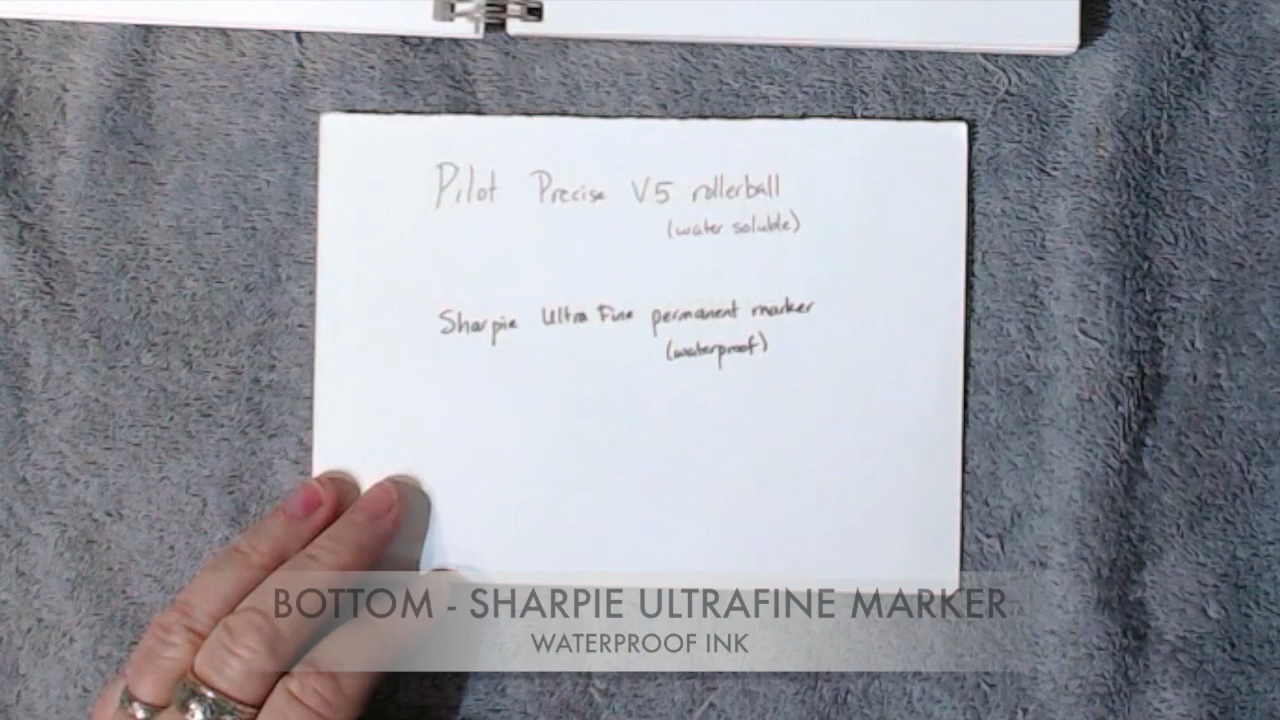 Pilot Precise V5 rollerball
(water soluble)
Sharpie Ultra Fine permanent marker
(waterproof)
BOTTOM - SHARPIE ULTRAFINE MARKER
WATERPROOF INK